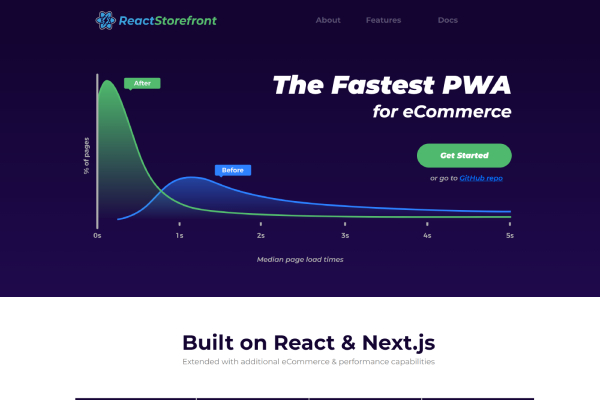 ReactStorefront
About Features Docs
The Fastest PWA
for eCommerce
Get Started
or go to GitHub repo
After
Before
% of pages
0s 1s 2s 3s 4s 5s
Median page load times
Built on React & Next.js
Extended with additional eCommerce & performance capabilities